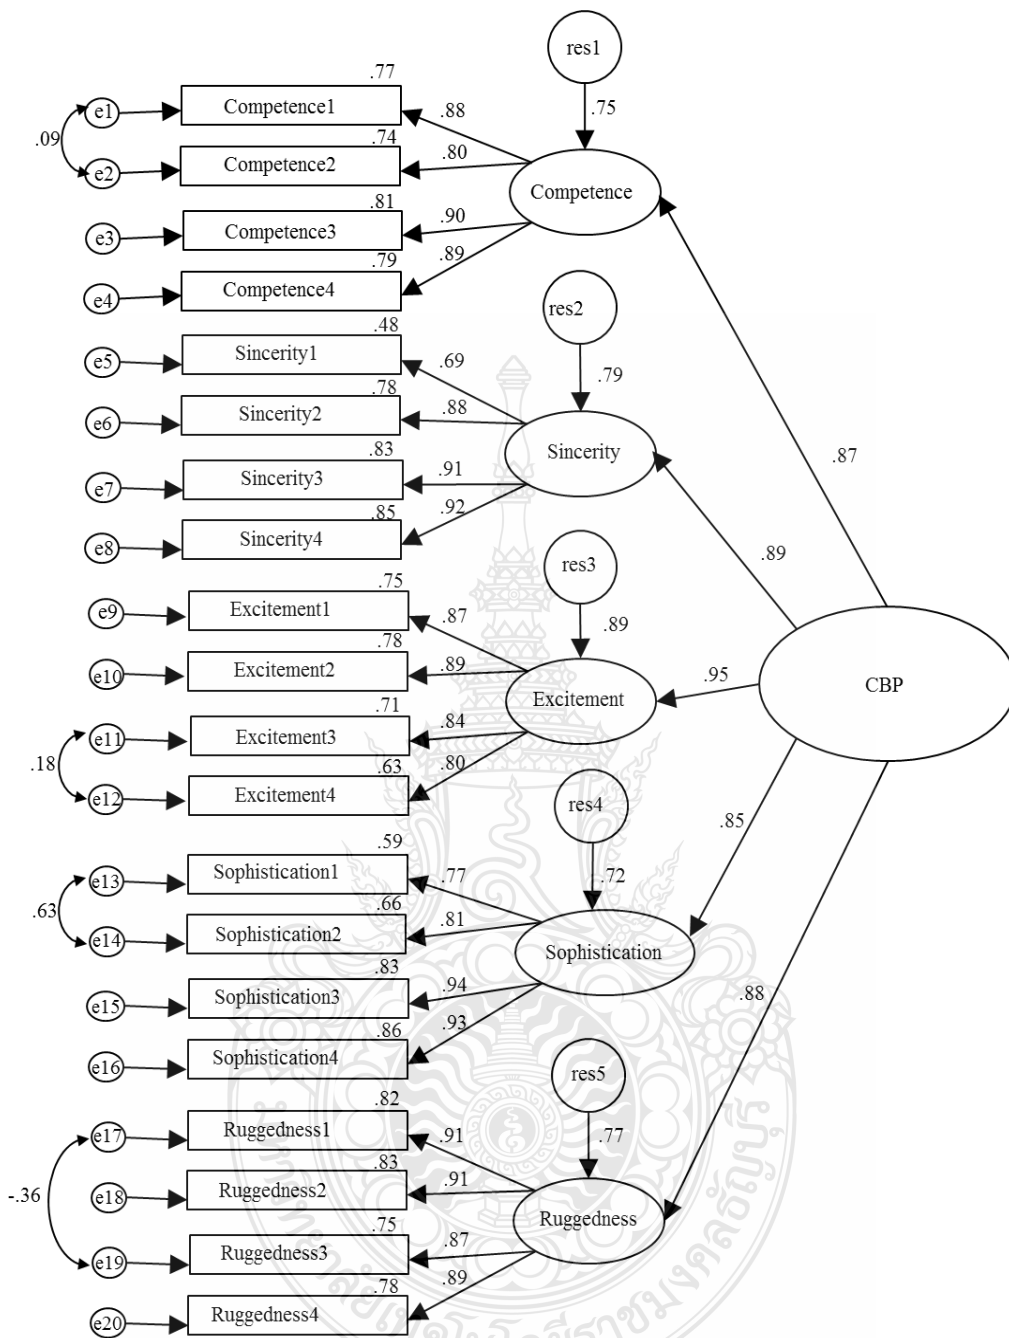 res1
.77
e1
Competence1
.88
.75
.09
.74
e2
Competence2
.80
Competence
.81
e3
Competence3
.90
.79
.89
e4
Competence4
res2
.48
e5
Sincerity1
.69
.79
.78
e6
Sincerity2
.88
Sincerity
.87
.83
e7
Sincerity3
.91
.85
.92
e8
Sincerity4
.89
res3
.75
e9
Excitement1
.87
.89
.78
e10
Excitement2
.89
Excitement
.95
CBP
.71
e11
Excitement3
.84
.18
.63
.80
e12
Excitement4
res4
.85
.59
e13
Sophistication1
.77
.72
.63
.66
e14
Sophistication2
.81
Sophistication
.83
e15
Sophistication3
.94
.88
.86
.93
e16
Sophistication4
res5
.82
e17
Ruggedness1
.91
.77
-.36
.83
e18
Ruggedness2
.91
Ruggedness
.75
e19
Ruggedness3
.87
.78
.89
e20
Ruggedness4